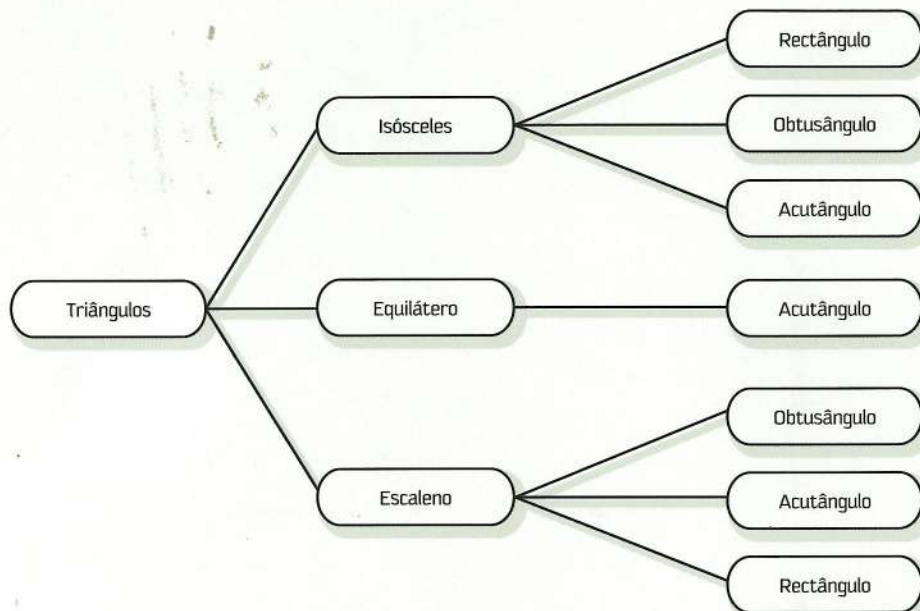 Rectângulo
Isósceles
Obtusângulo
Acutângulo
Triângulos
Equilátero
Acutângulo
Obtusângulo
Escaleno
Acutângulo
Rectângulo